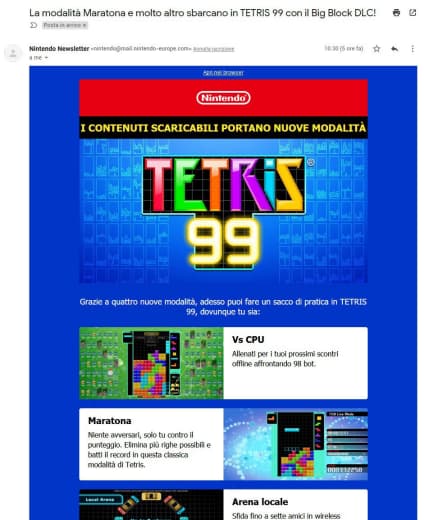 La modalità Maratona e molto altro sbarcano in TETRIS 99 con il Big Block DLC!
Posta in arrivo x
Nintendo Newsletter <nintendo@mail.nintendo-europe.com> Annulla iscrizione
10:30 (5 ore fa)
a me
Apri nel browser
Nintendo
I CONTENUTI SCARICABILI PORTANO NUOVE MODALITÀ
TETRIS®
99
Grazie a quattro nuove modalità, adesso puoi fare un sacco di pratica in TETRIS
99, dovunque tu sia:
Vs CPU
Allenati per i tuoi prossimi scontri
offline affrontando 98 bot.
Maratona
Niente avversari, solo tu contro il
punteggio. Elimina più righe possibili e
batti il record in questa classica
modalità di Tetris.
Arena locale
Sfida fino a sette amici in wireless
Local Arena